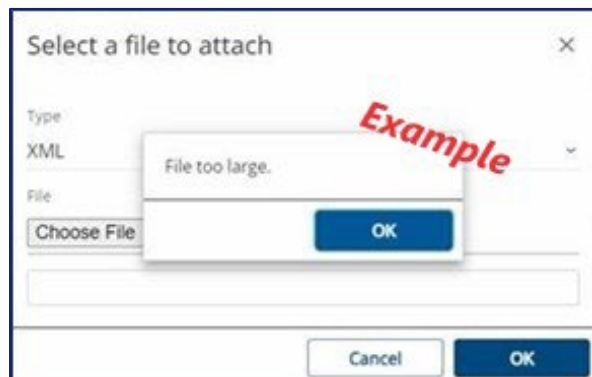 Select a file to attach
Type
Example
XML
File too large.
File
Choose File
OK
Cancel
OK